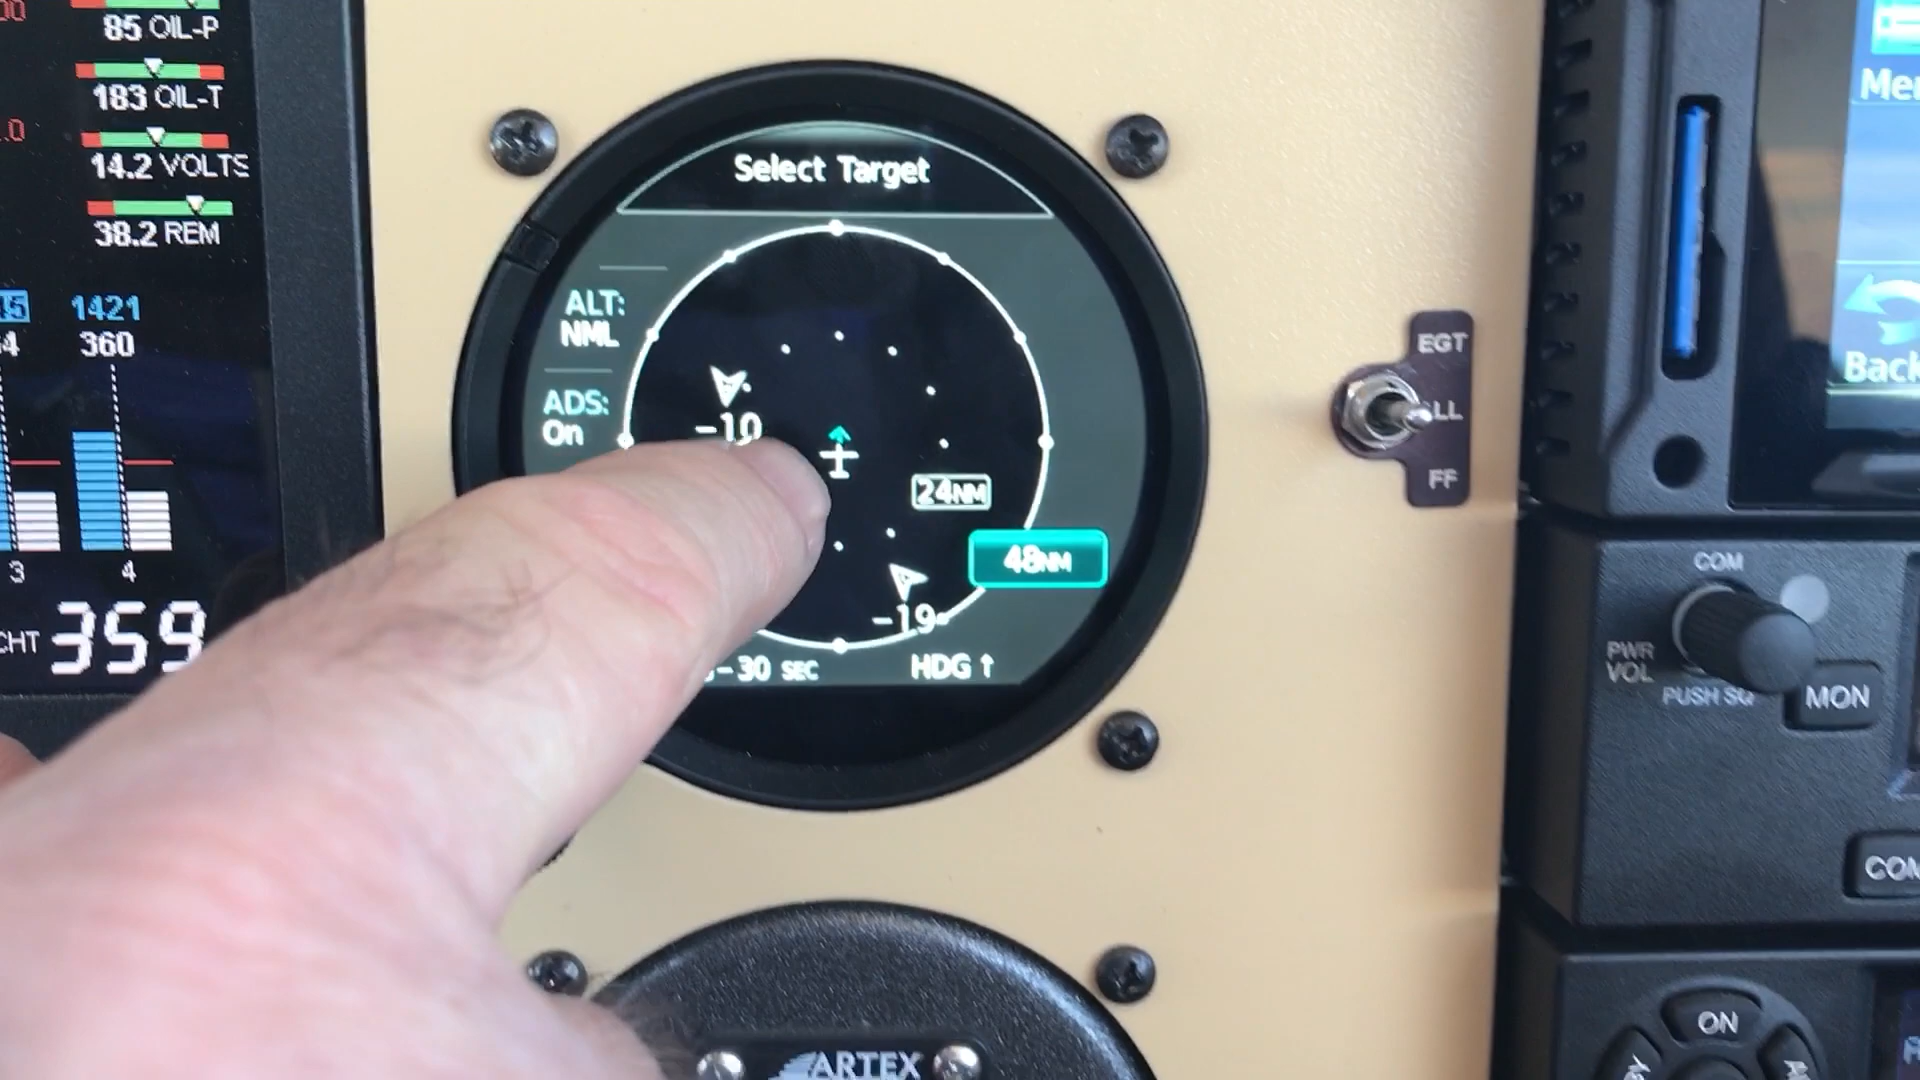 85 OIL-P
183 OIL-T
14.2 VOLTS
38.2 REM
1421
360
3
4
CHT 359
Select Target
ALT:
NML
ADS:
On
-10
24NM
48NM
-19
-30 SEC
HDG ↑
ARTEX
EGT
FF
Back
COM
PWR
VOL
PUSH SQ
MON
ON